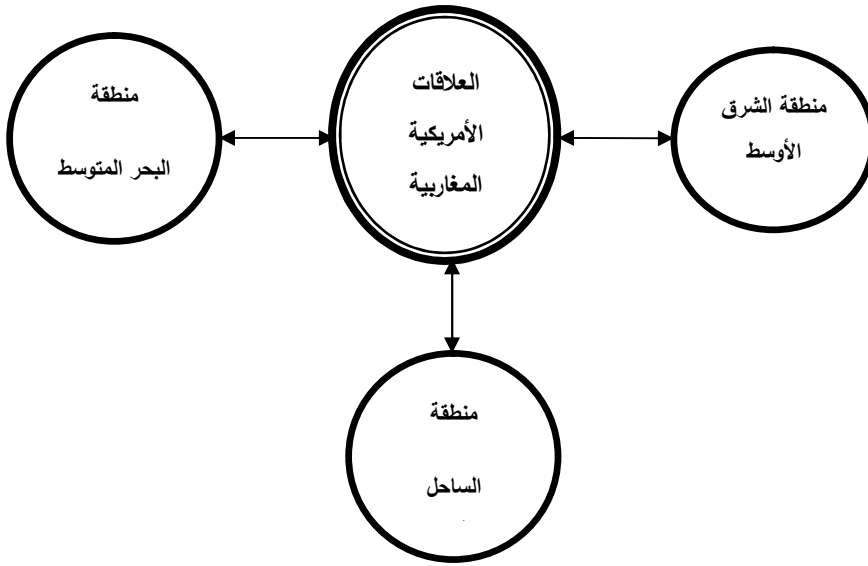 العلاقات
الأمريكية
المغاربية
منطقة الشرق
الأوسط
منطقة
البحر المتوسط
منطقة
الساحل